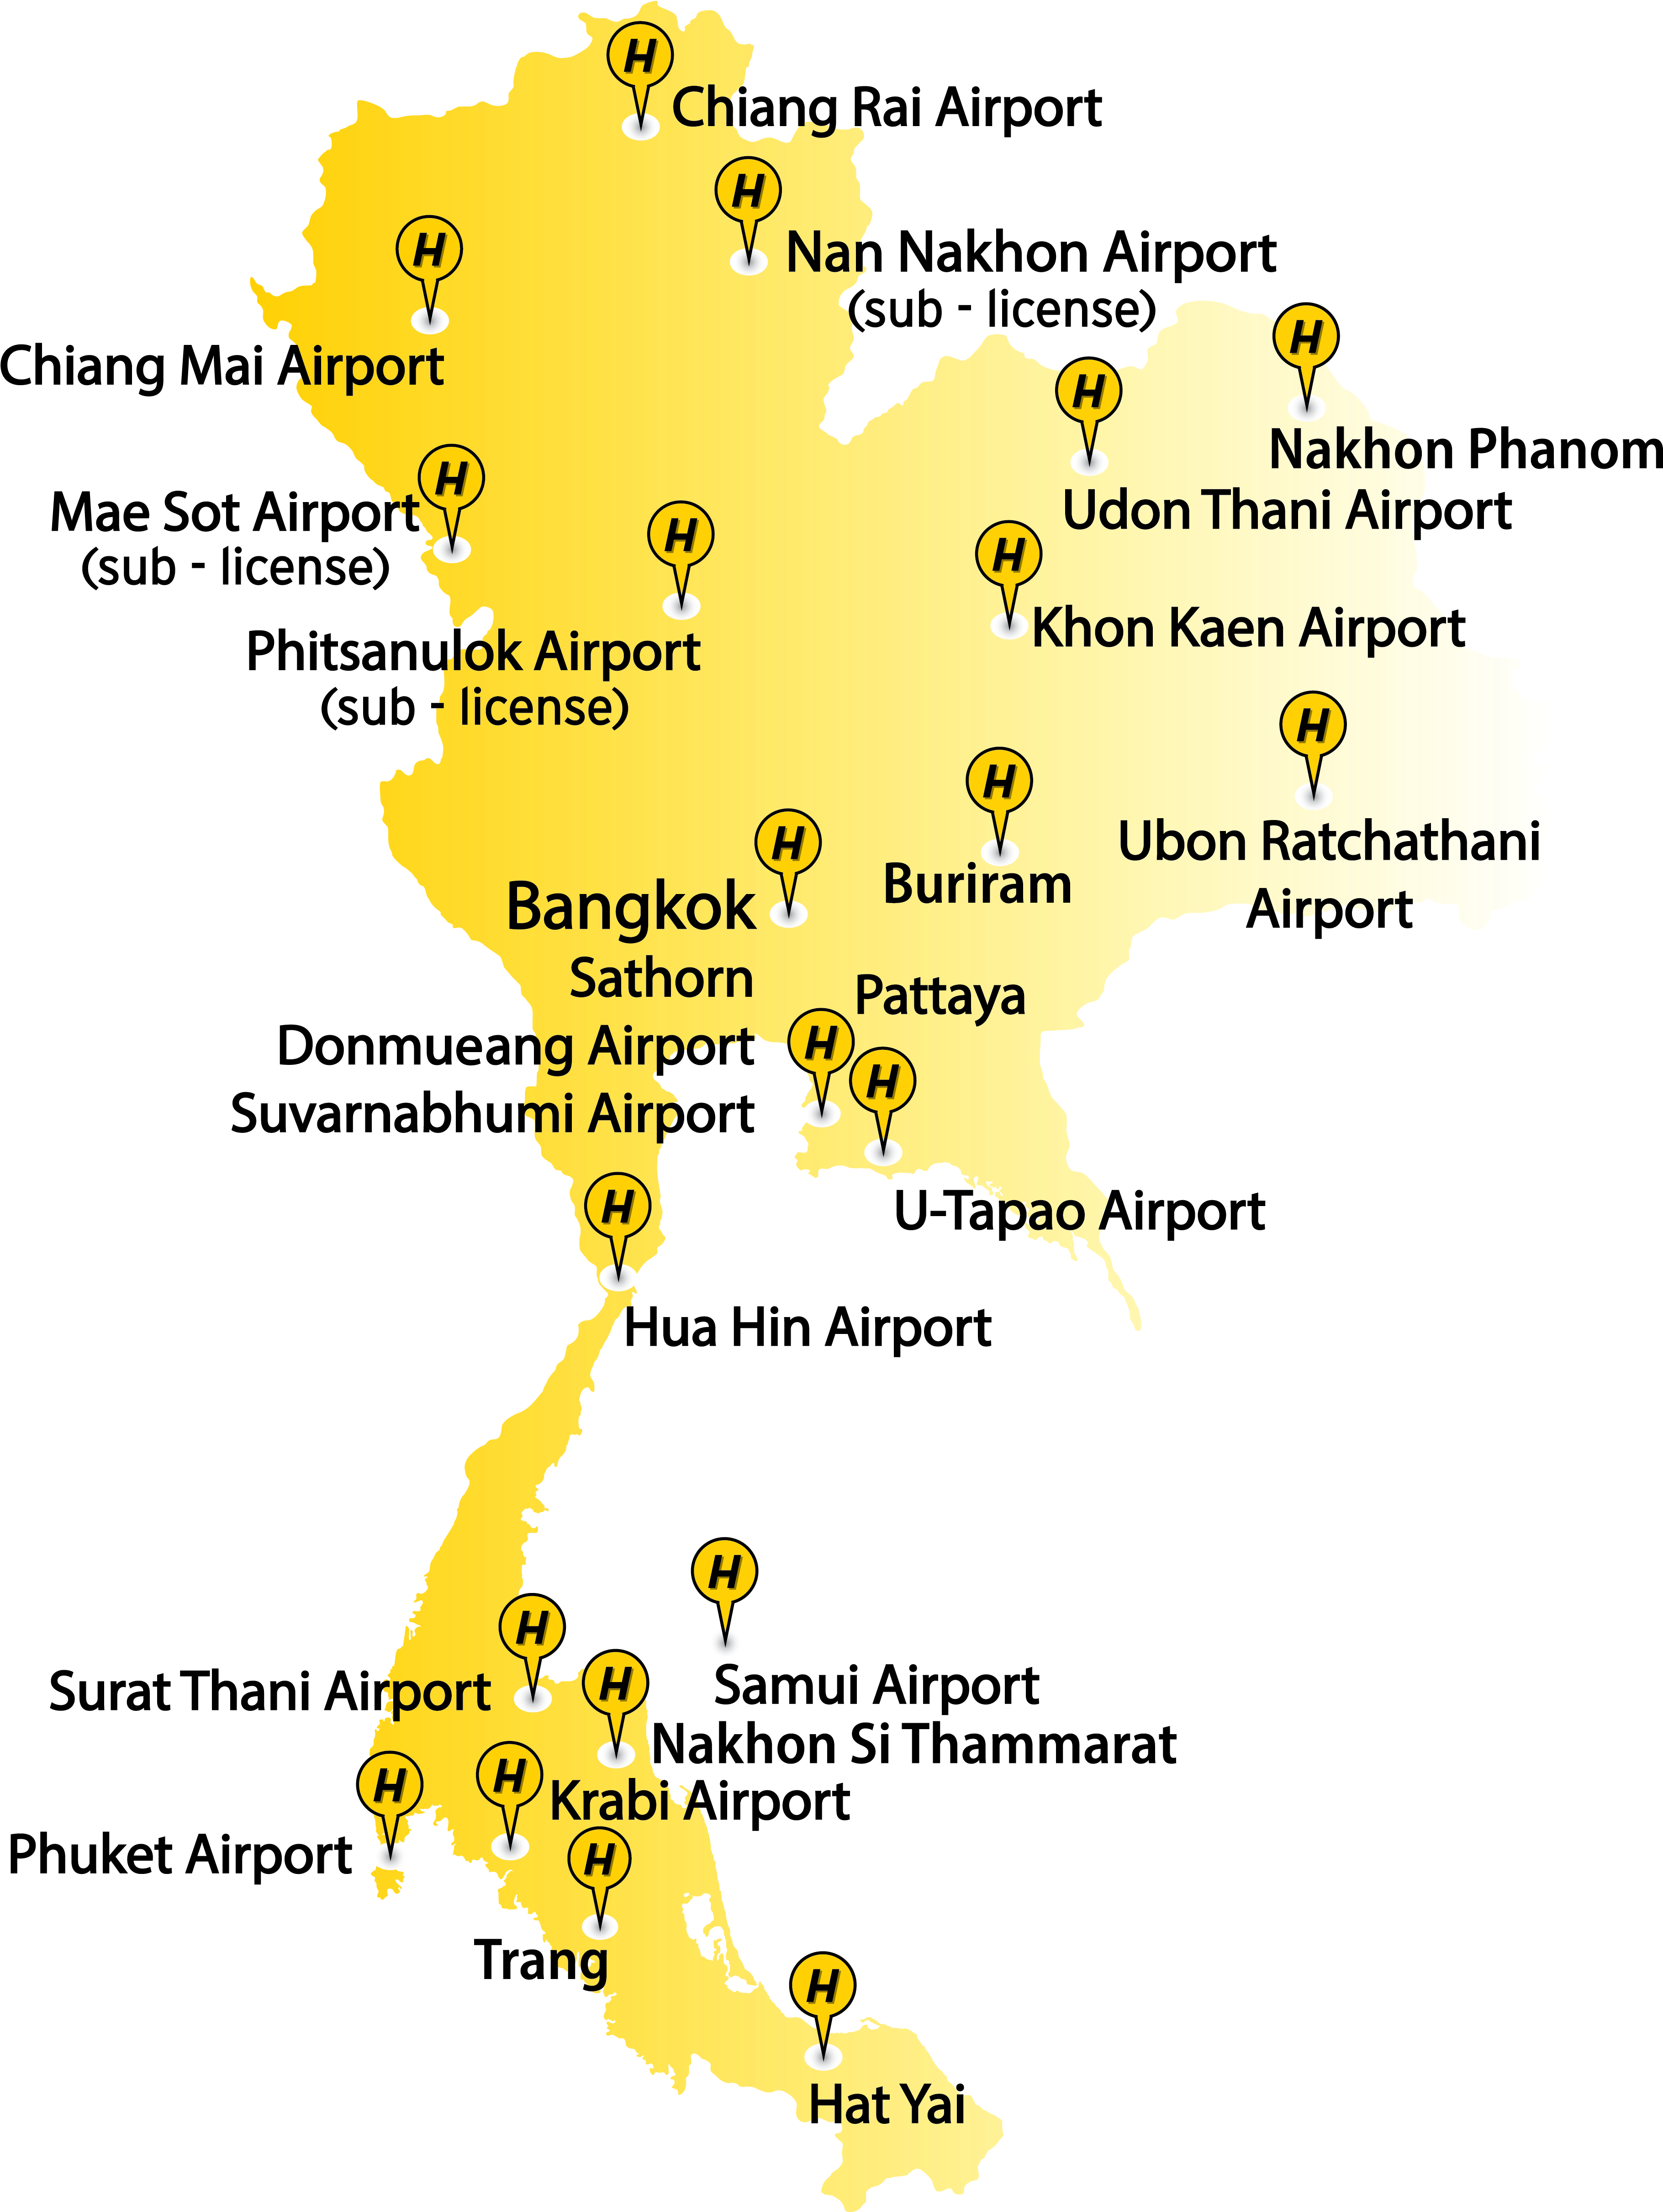 H
Chiang Rai Airport
H
Nan Nakhon Airport
(sub - license)
H
Chiang Mai Airport
H
Nakhon Phanom
H
Udon Thani Airport
H
Mae Sot Airport
(sub - license)
H
Phitsanulok Airport
(sub - license)
H
Khon Kaen Airport
H
Ubon Ratchathani
Airport
H
Buriram
H
Bangkok
Sathorn
Donmueang Airport
Suvarnabhumi Airport
Pattaya
H
H
U-Tapao Airport
H
Hua Hin Airport
H
Samui Airport
H
Surat Thani Airport
H
Nakhon Si Thammarat
H
Krabi Airport
H
Phuket Airport
H
Trang
H
Hat Yai